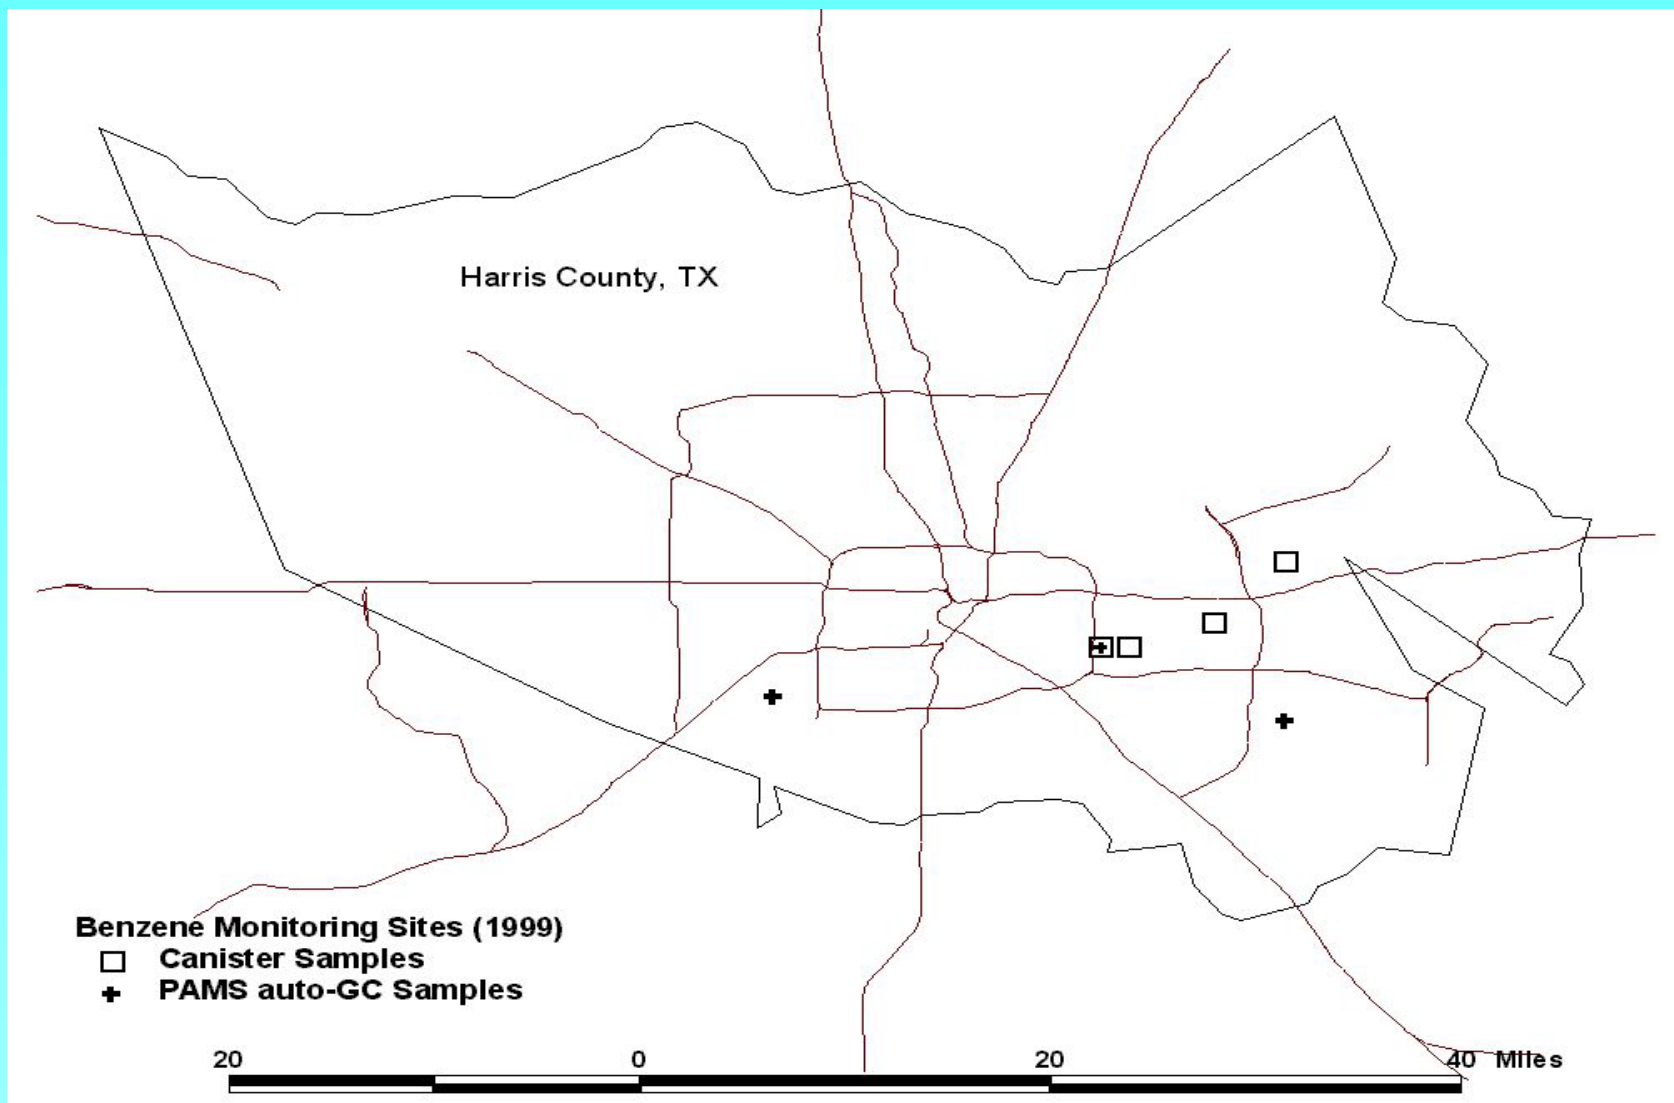 Harris County, TX
Benzene Monitoring Sites (1999)
Canister Samples
PAMS auto-GC Samples
20 0 20 40 Miles